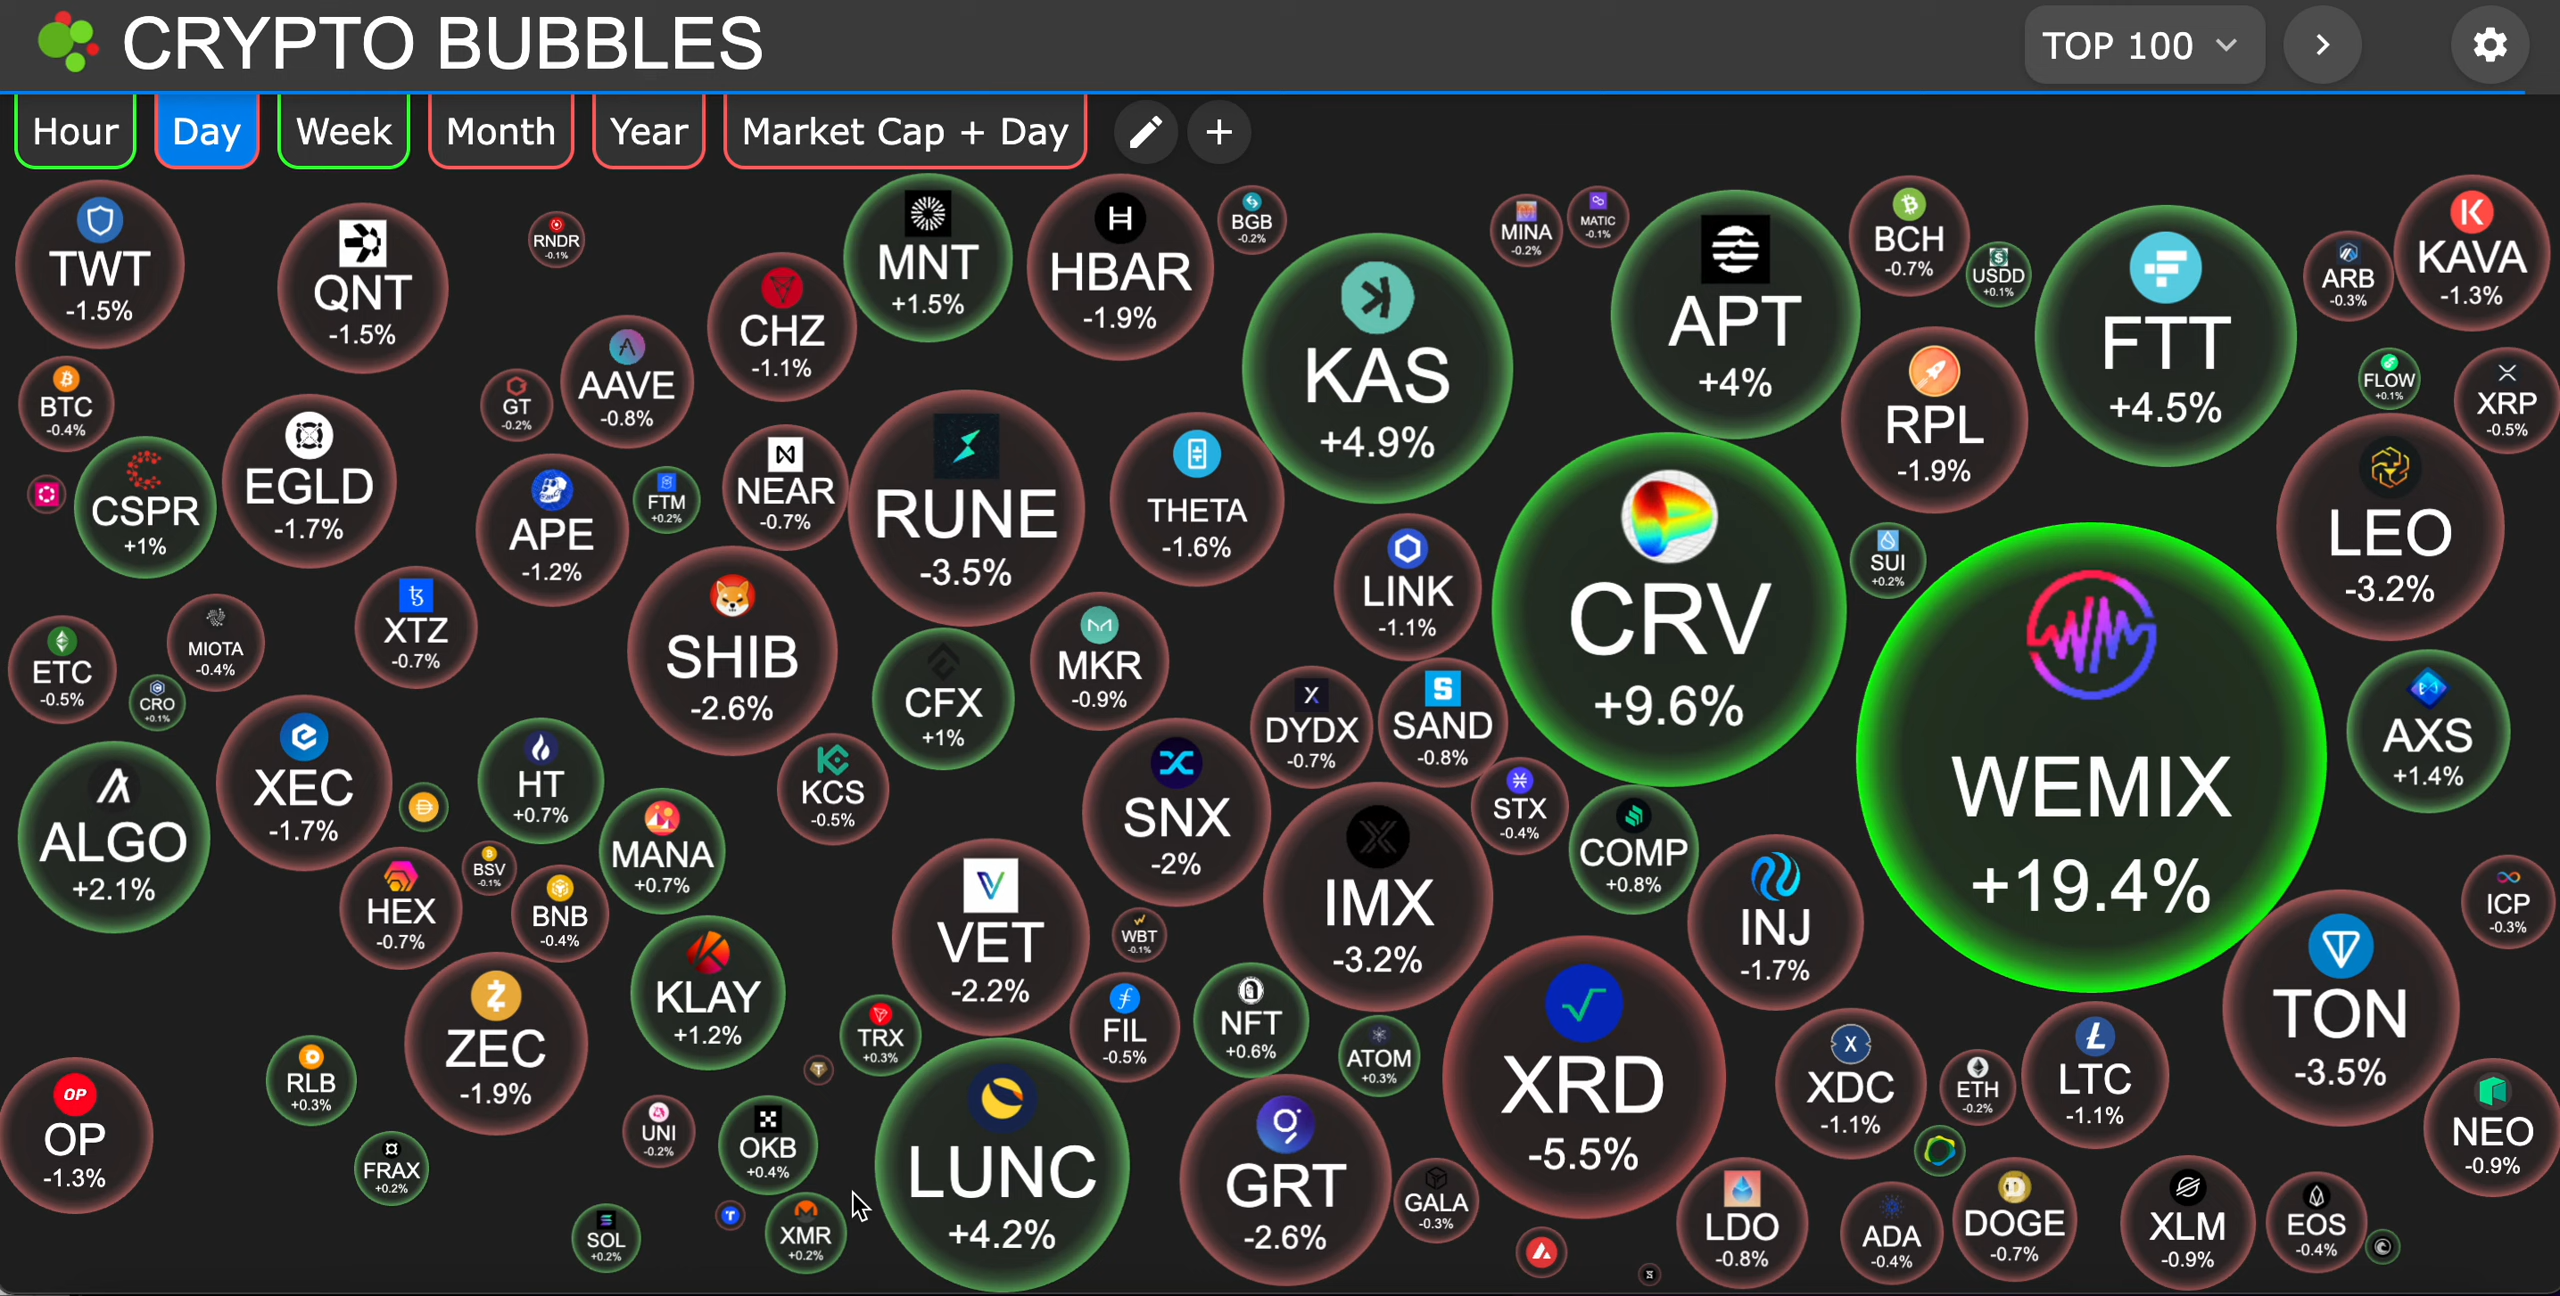 CRYPTO BUBBLES
TOP 100
Hour
Day
Week
Month
Year
Market Cap + Day
TWT
-1.5%
QNT
-1.5%
RNDR
-0.1%
CHZ
-1.1%
MNT
+1.5%
HBAR
-1.9%
BGB
-0.2%
KAS
+4.9%
MINA
-0.2%
MATIC
-0.1%
APT
+4%
BCH
-0.7%
USDD
+0.1%
FTT
+4.5%
ARB
-0.3%
KAVA
-1.3%
BTC
-0.4%
GT
-0.2%
AAVE
-0.8%
RPL
-1.9%
FLOW
+0.1%
XRP
-0.5%
CSPR
+1%
EGLD
-1.7%
APE
-1.2%
FTM
+0.2%
NEAR
-0.7%
RUNE
-3.5%
THETA
-1.6%
LINK
-1.1%
CRV
+9.6%
SUI
+0.2%
LEO
-3.2%
ETC
-0.5%
MIOTA
-0.4%
CRO
+0.1%
XTZ
-0.7%
SHIB
-2.6%
CFX
+1%
MKR
-0.9%
DYDX
-0.7%
SAND
-0.8%
WEMIX
+19.4%
AXS
+1.4%
ALGO
+2.1%
XEC
-1.7%
HT
+0.7%
KCS
-0.5%
SNX
-2%
STX
-0.4%
COMP
+0.8%
HEX
-0.7%
BSV
-0.1%
BNB
-0.4%
MANA
+0.7%
VET
-2.2%
WBT
-0.1%
IMX
-3.2%
INJ
-1.7%
ICP
-0.3%
ZEC
-1.9%
KLAY
+1.2%
TRX
+0.3%
FIL
-0.5%
NFT
+0.6%
ATOM
+0.3%
XRD
-5.5%
XDC
-1.1%
ETH
-0.2%
LTC
-1.1%
TON
-3.5%
OP
OP
-1.3%
RLB
+0.3%
FRAX
+0.2%
UNI
-0.2%
OKB
+0.4%
LUNC
+4.2%
GRT
-2.6%
GALA
-0.3%
NEO
-0.9%
SOL
+0.2%
XMR
+0.2%
LDO
-0.8%
ADA
-0.4%
DOGE
-0.7%
XLM
-0.9%
EOS
-0.4%